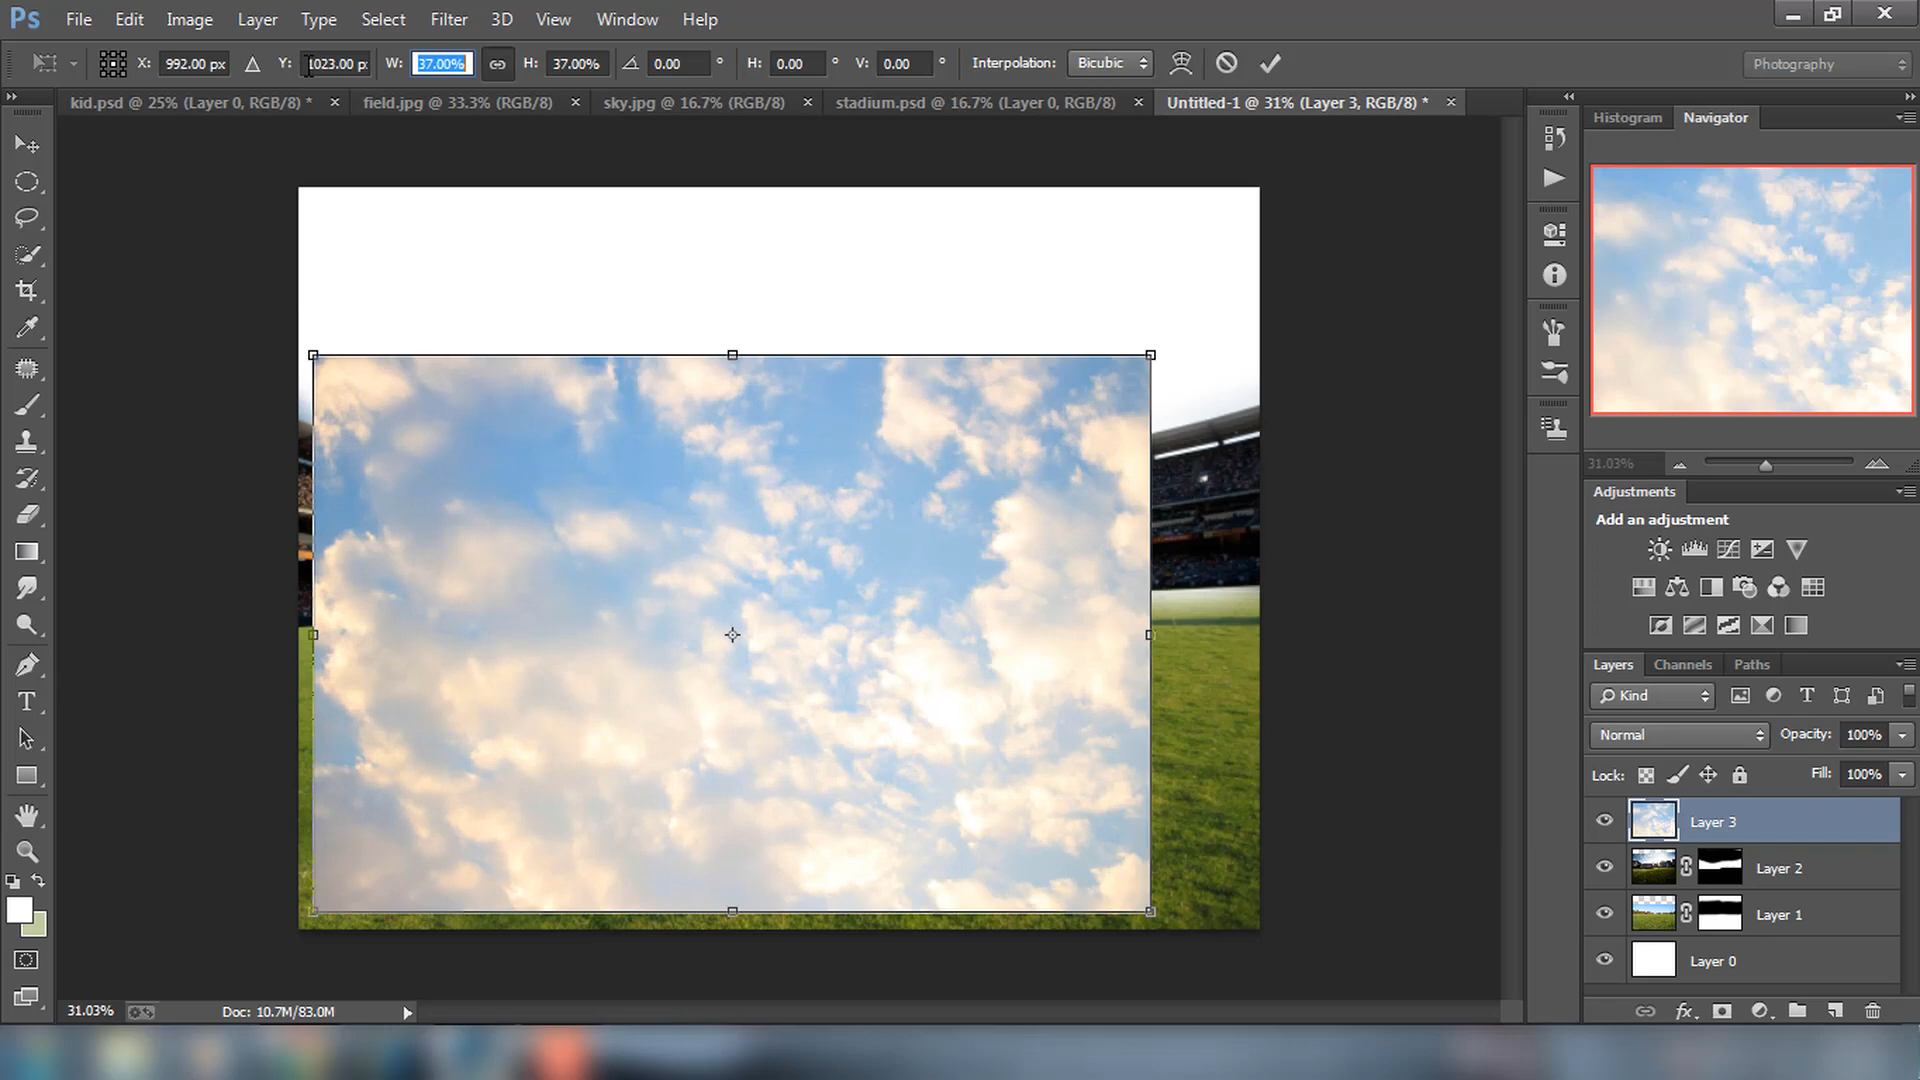 Ps File Edit Image Layer Type Select Filter 3D View Window Help
X: 992.00 px Y: 1023.00 p W: 37.00% H: 37.00% 0.00 ° H: 0.00 ° V: 0.00 ° Interpolation: Bicubic Photography
kid.psd @ 25% (Layer 0, RGB/8) * × field.jpg @ 33.3% (RGB/8) × sky.jpg @ 16.7% (RGB/8) × stadium.psd @ 16.7% (Layer 0, RGB/8) × Untitled-1 @ 31% (Layer 3, RGB/8) * ×
Histogram Navigator
31.03%
Adjustments
Add an adjustment
Layers Channels Paths
Kind
Normal Opacity: 100%
Lock: Fill: 100%
Layer 3
Layer 2
Layer 1
Layer 0
fx
31.03% Doc: 10.7M/83.0M